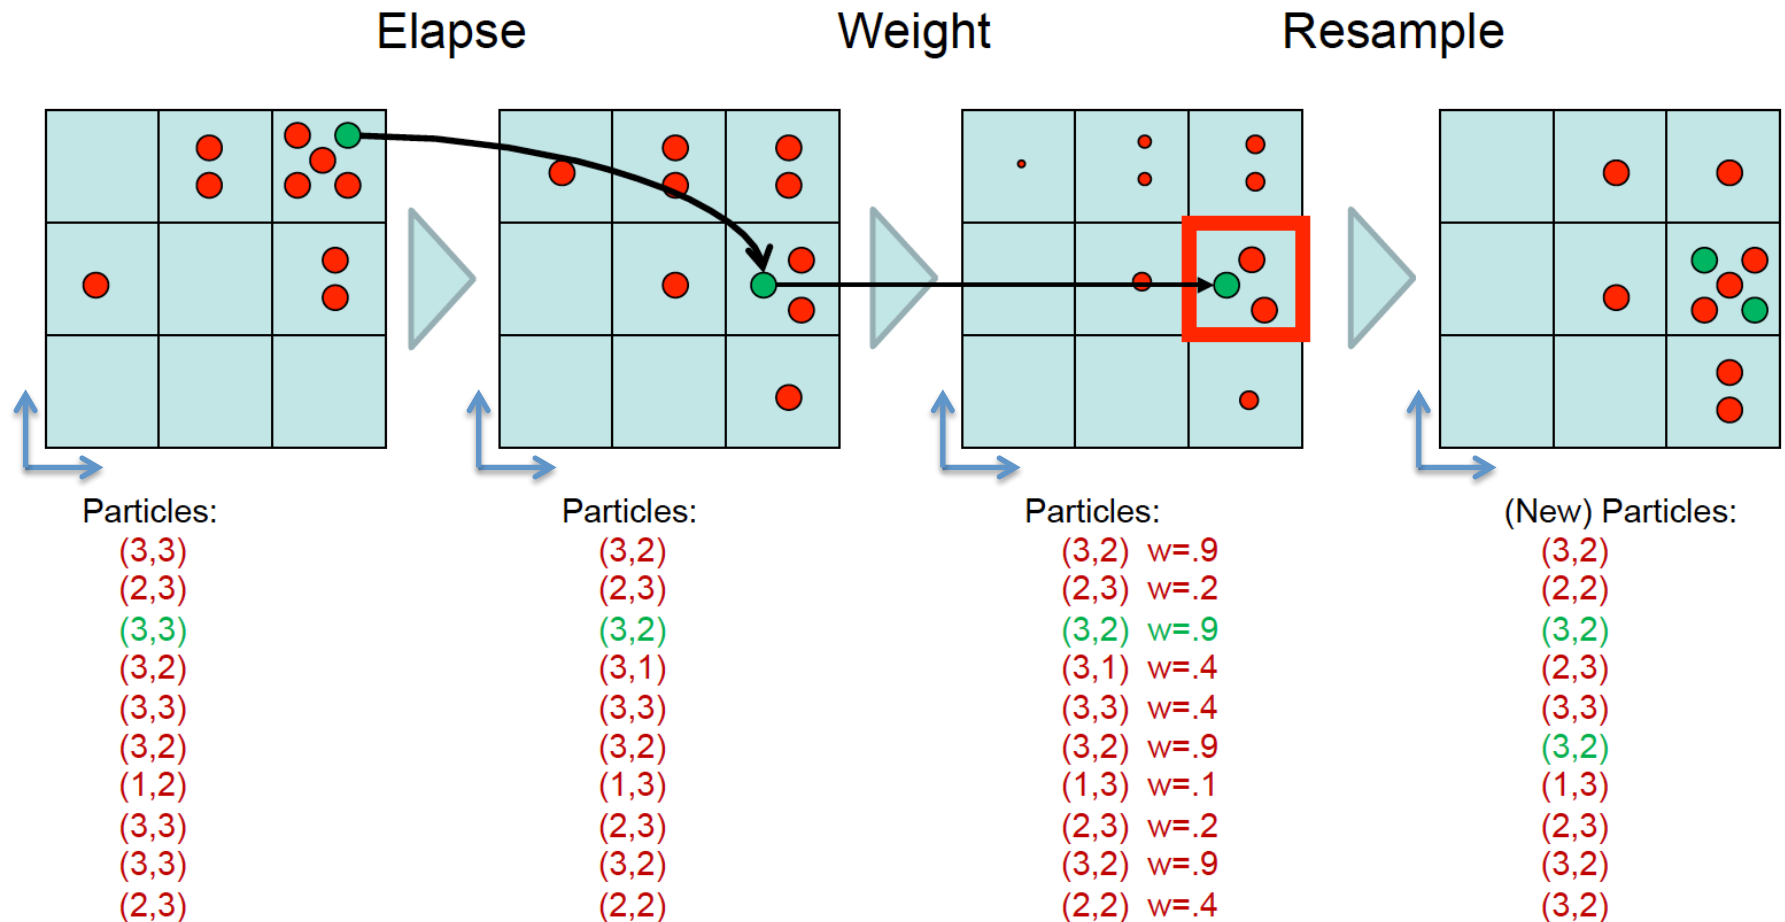 Elapse Weight Resample
Particles: Particles: Particles: (New) Particles:
(3,3) (3,2) (3,2) w=.9 (3,2)
(2,3) (2,3) (2,3) w=.2 (2,2)
(3,3) (3,2) (3,2) w=.9 (3,2)
(3,2) (3,1) (3,1) w=.4 (2,3)
(3,3) (3,3) (3,3) w=.4 (3,3)
(3,2) (3,2) (3,2) w=.9 (3,2)
(1,2) (1,3) (1,3) w=.1 (1,3)
(3,3) (2,3) (2,3) w=.2 (2,3)
(3,3) (3,2) (3,2) w=.9 (3,2)
(2,3) (2,2) (2,2) w=.4 (3,2)